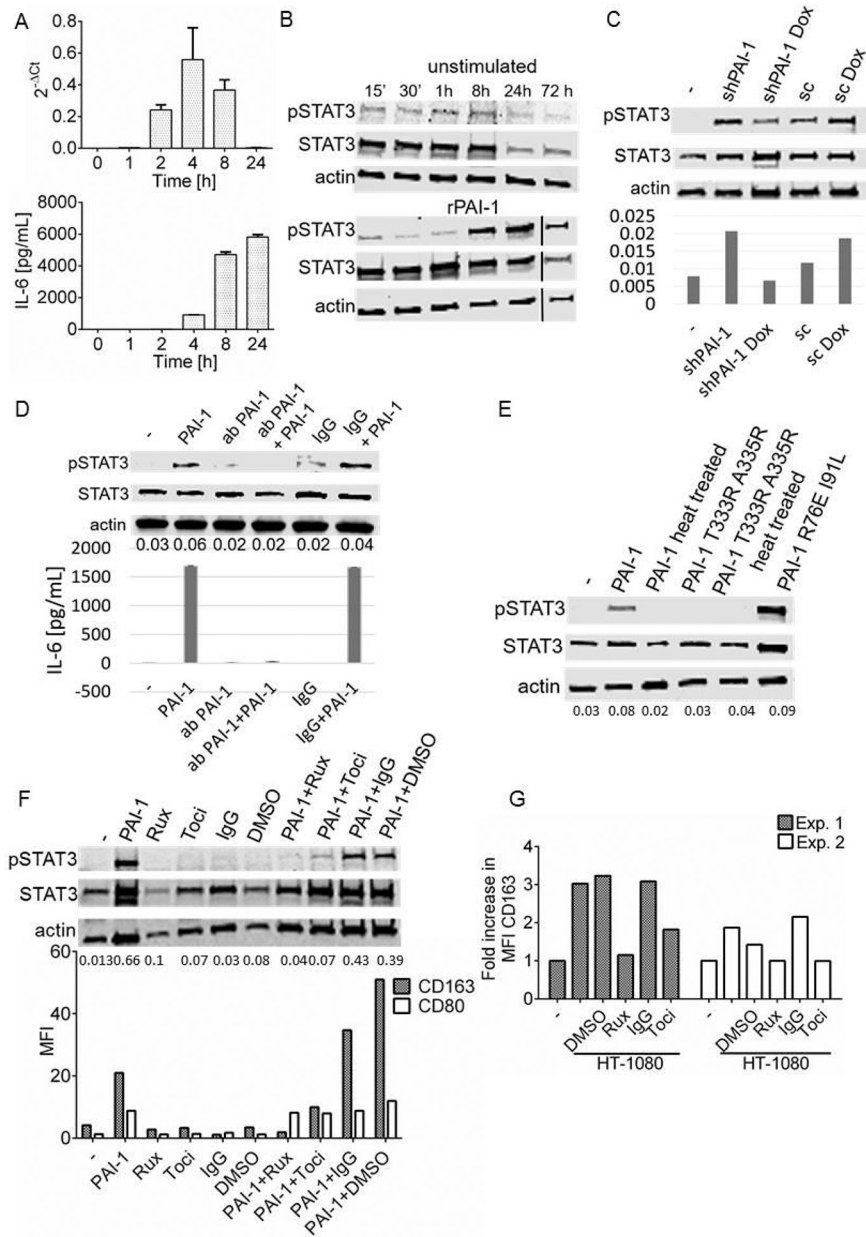 A
2^-ΔCt
0.8
0.6
0.4
0.2
0.0
0 1 2 4 8 24
Time [h]
IL-6 [pg/mL]
8000
6000
4000
2000
0
0 1 2 4 8 24
Time [h]
B
unstimulated
15' 30' 1h 8h 24h 72 h
pSTAT3
STAT3
actin
rPAI-1
pSTAT3
STAT3
actin
C
- shPAI-1 shPAI-1 Dox sc sc Dox
pSTAT3
STAT3
actin
0.025
0.02
0.015
0.01
0.005
0
- shPAI-1 shPAI-1 Dox sc sc Dox
D
- PAI-1 ab PAI-1 ab PAI-1 + PAI-1 IgG IgG + PAI-1
pSTAT3
STAT3
actin
0.03 0.06 0.02 0.02 0.02 0.04
IL-6 [pg/mL]
2000
1500
1000
500
0
-500
- PAI-1 ab PAI-1 ab PAI-1+PAI-1 IgG IgG+PAI-1
E
- PAI-1 PAI-1 heat treated PAI-1 T333R A335R PAI-1 T333R A335R heat treated PAI-1 R76E I91L
pSTAT3
STAT3
actin
0.03 0.08 0.02 0.03 0.04 0.09
F
- PAI-1 Rux Toci IgG DMSO PAI-1+Rux PAI-1+Toci PAI-1+IgG PAI-1+DMSO
pSTAT3
STAT3
actin
0.013 0.66 0.1 0.07 0.03 0.08 0.04 0.07 0.43 0.39
MFI
60
40
20
0
CD163
CD80
- PAI-1 Rux Toci IgG DMSO PAI-1+Rux PAI-1+Toci PAI-1+IgG PAI-1+DMSO
G
Exp. 1
Exp. 2
Fold increase in
MFI CD163
4
3
2
1
0
- DMSO Rux IgG Toci - DMSO Rux IgG Toci
HT-1080 HT-1080